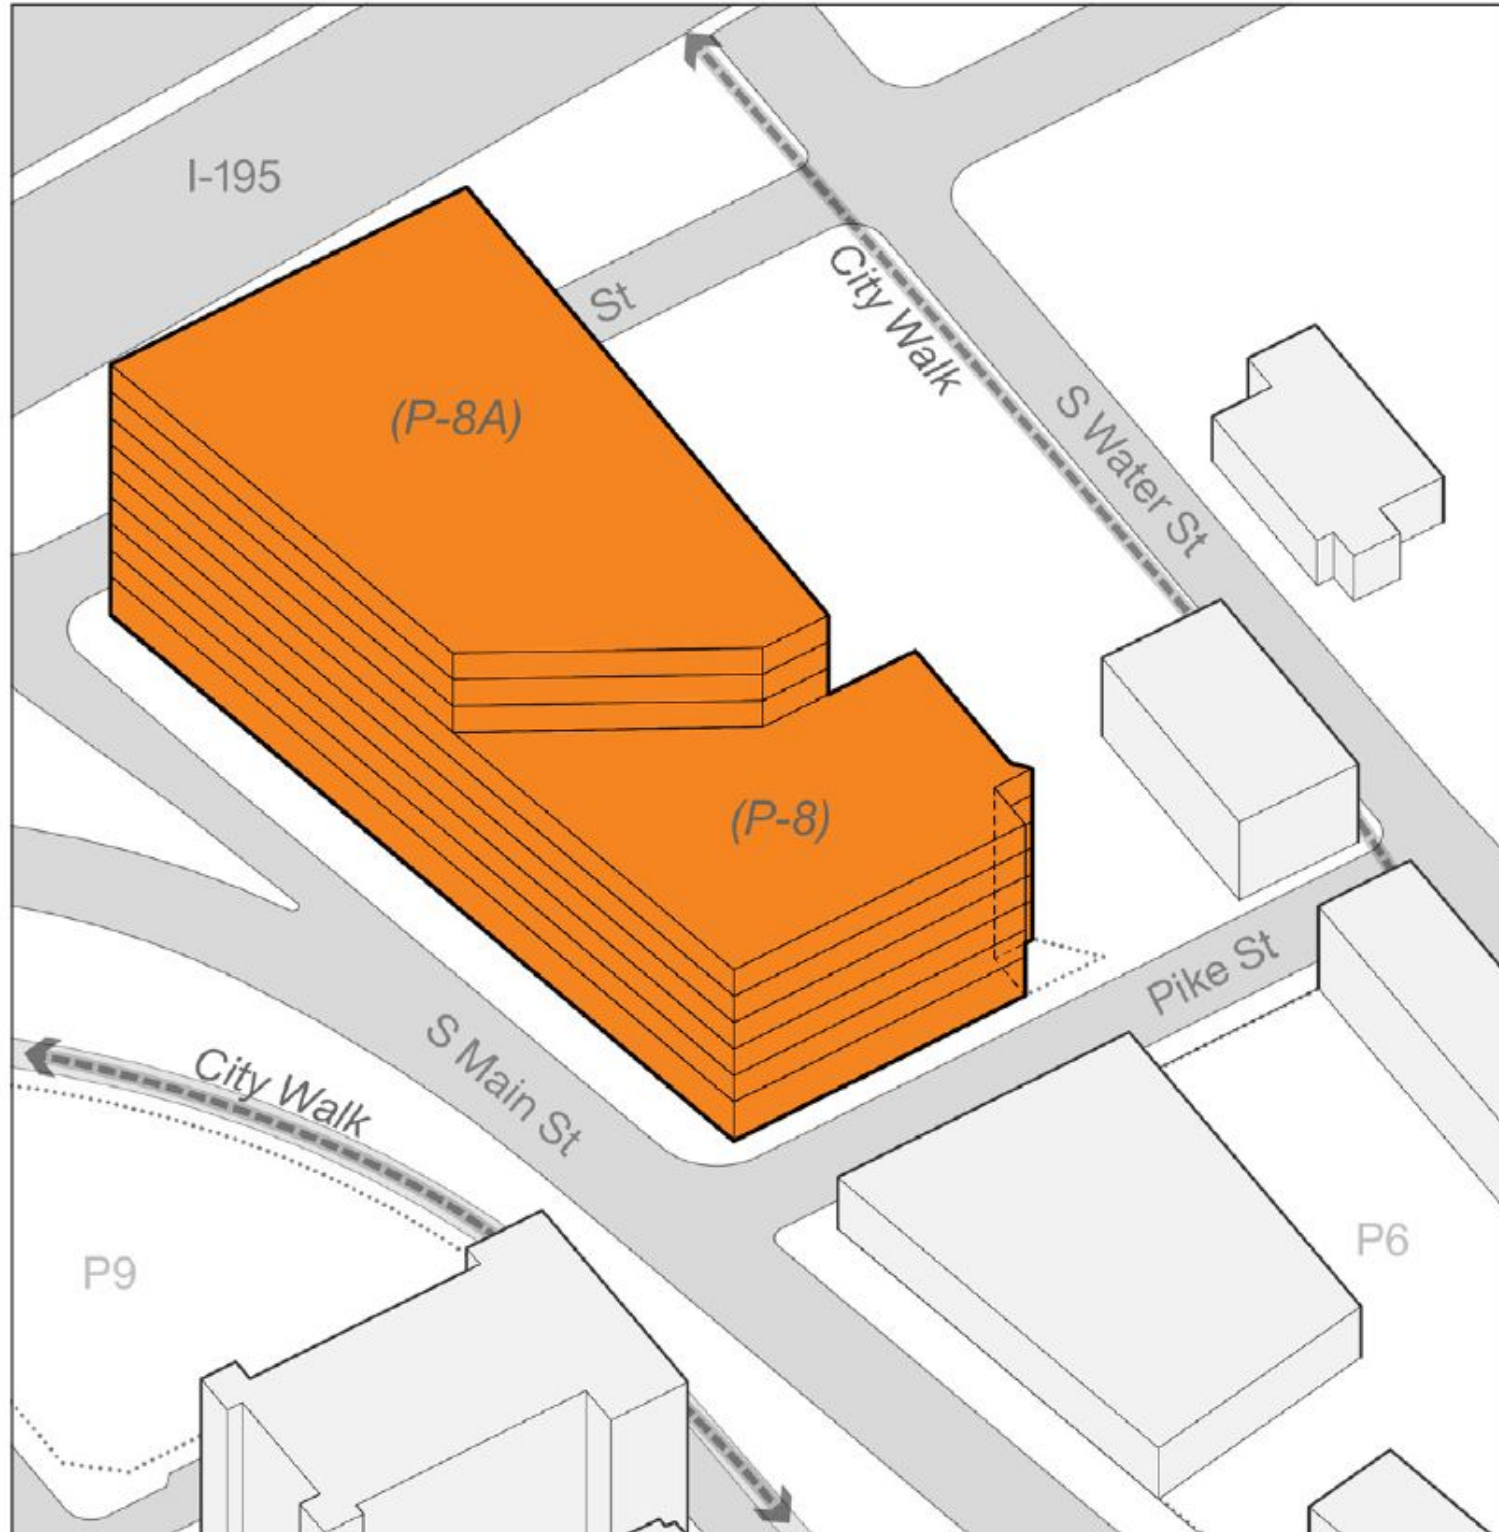 I-195
St
City Walk
(P-8A)
S Water St
(P-8)
Pike St
S Main St
City Walk
P9
P6